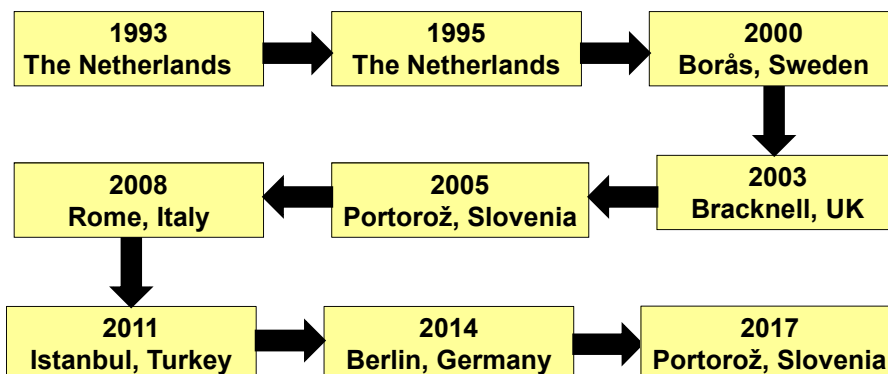 1993
The Netherlands
1995
The Netherlands
2000
Borås, Sweden
2003
Bracknell, UK
2005
Portorož, Slovenia
2008
Rome, Italy
2011
Istanbul, Turkey
2014
Berlin, Germany
2017
Portorož, Slovenia